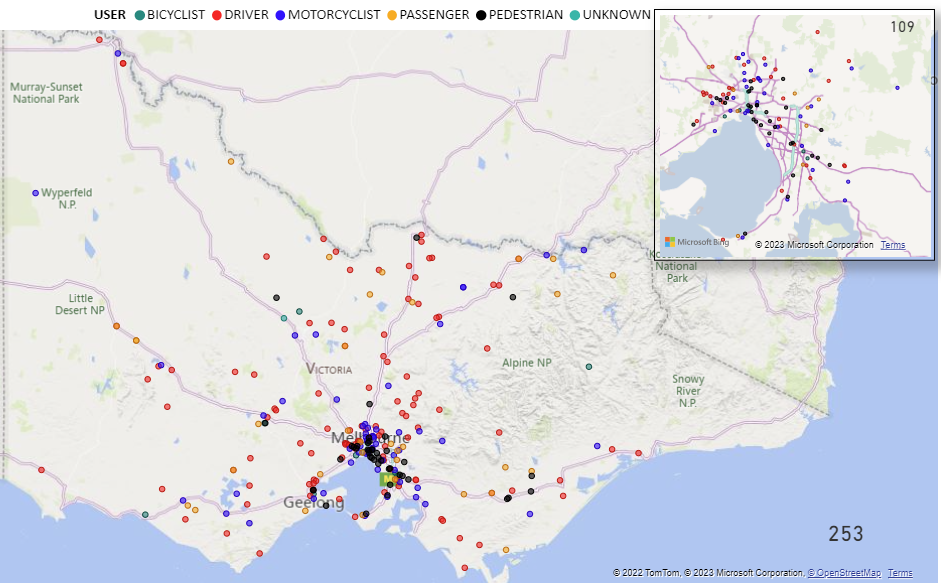 USER BICYCLIST DRIVER MOTORCYCLIST PASSENGER PEDESTRIAN UNKNOWN
109
Murray-Sunset
National Park
Wyperfeld
N.P.
Microsoft Bing
© 2023 Microsoft Corporation Terms
National
Park
Little
Desert NP
VICTORIA
Alpine NP
Snowy
River
N.P.
Melbourne
M
Geelong
253
© 2022 TomTom, © 2023 Microsoft Corporation, © OpenStreetMap Terms